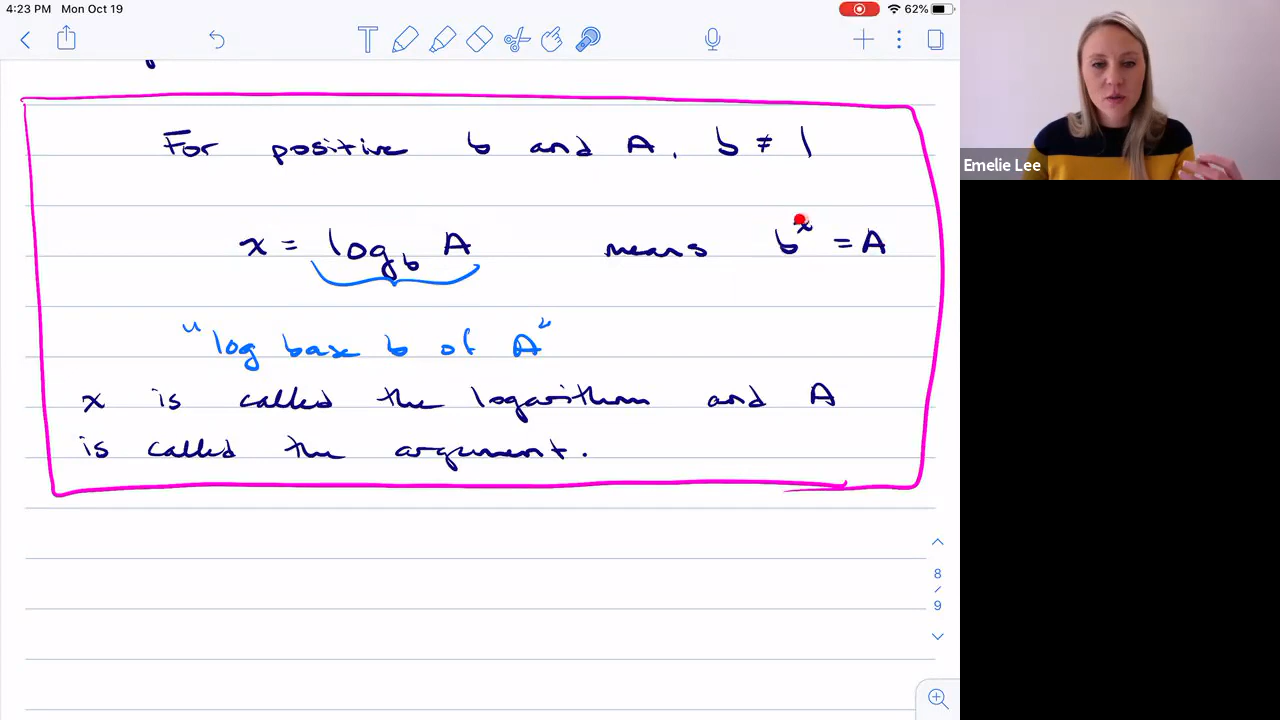 4:23 PM Mon Oct 19
62%
For positive b and A, b ≠ 1
x = log_b A means b^x = A
"log base b of A"
x is called the logarithm and A
is called the argument.
8
/
9
Emelie Lee